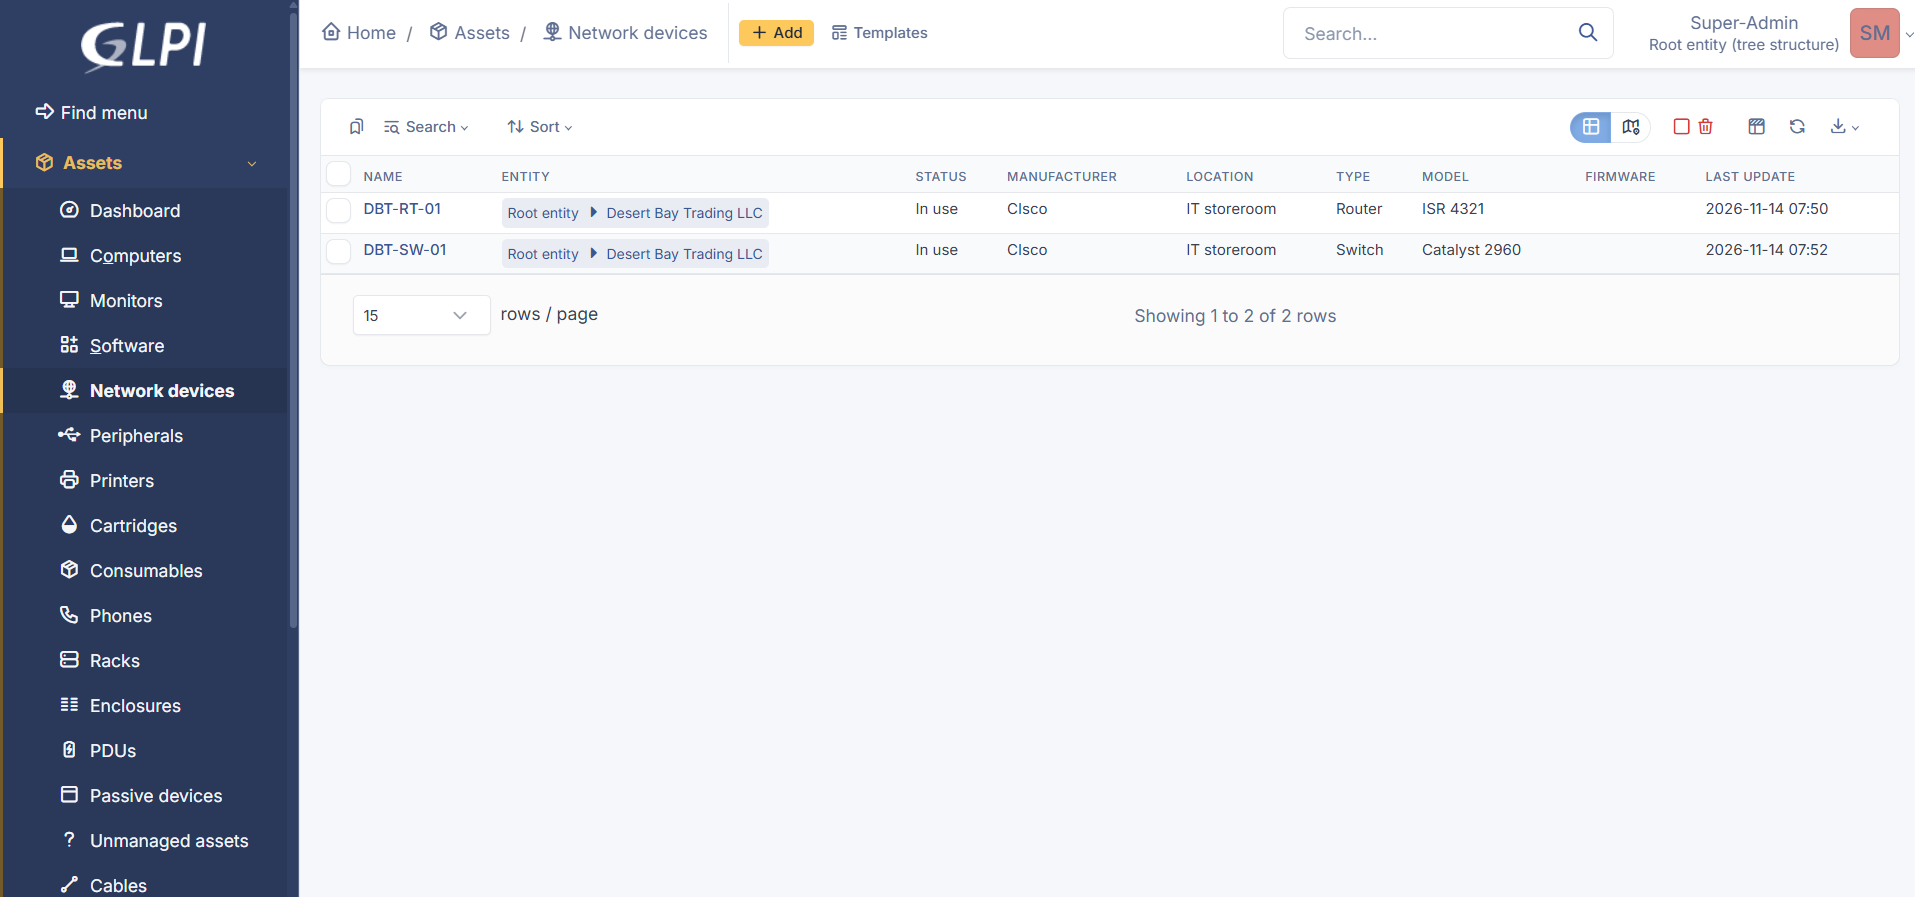 GLPI
Find menu
Assets
Dashboard
Computers
Monitors
Software
Network devices
Peripherals
Printers
Cartridges
Consumables
Phones
Racks
Enclosures
PDUs
Passive devices
Unmanaged assets
Cables
Home / Assets / Network devices
+ Add
Templates
Search...
Super-Admin
Root entity (tree structure)
SM
Search
Sort
NAME ENTITY STATUS MANUFACTURER LOCATION TYPE MODEL FIRMWARE LAST UPDATE
DBT-RT-01 Root entity Desert Bay Trading LLC In use CIsco IT storeroom Router ISR 4321 2026-11-14 07:50
DBT-SW-01 Root entity Desert Bay Trading LLC In use CIsco IT storeroom Switch Catalyst 2960 2026-11-14 07:52
15 rows / page
Showing 1 to 2 of 2 rows